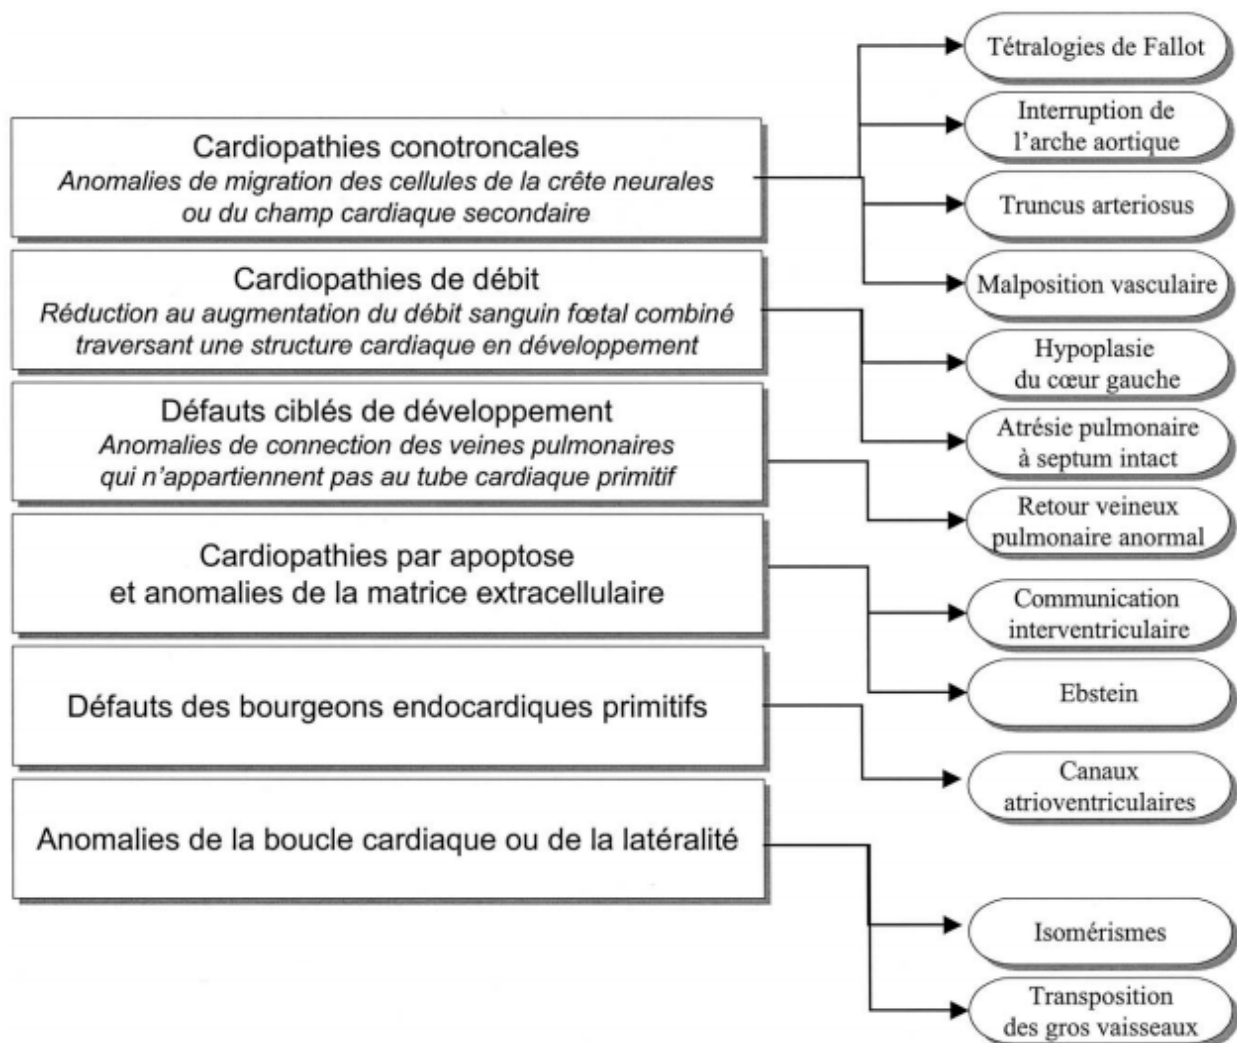 Cardiopathies conotroncales
Anomalies de migration des cellules de la crête neurales
ou du champ cardiaque secondaire
Cardiopathies de débit
Réduction au augmentation du débit sanguin fœtal combiné
traversant une structure cardiaque en développement
Défauts ciblés de développement
Anomalies de connection des veines pulmonaires
qui n'appartiennent pas au tube cardiaque primitif
Cardiopathies par apoptose
et anomalies de la matrice extracellulaire
Défauts des bourgeons endocardiques primitifs
Anomalies de la boucle cardiaque ou de la latéralité
Tétralogies de Fallot
Interruption de
l'arche aortique
Truncus arteriosus
Malposition vasculaire
Hypoplasie
du cœur gauche
Atrésie pulmonaire
à septum intact
Retour veineux
pulmonaire anormal
Communication
interventriculaire
Ebstein
Canaux
atrioventriculaires
Isomérismes
Transposition
des gros vaisseaux